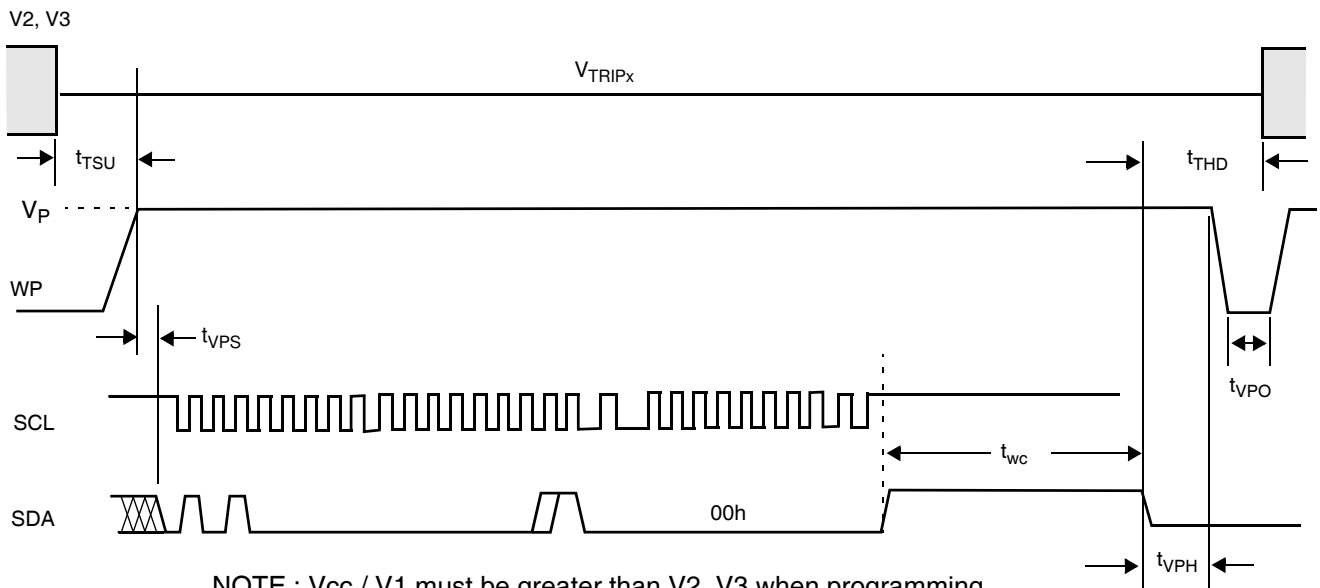 V2, V3
VTRIPx
tTSU
tTHD
VP
WP
tVPS
tVPO
SCL
twc
SDA
00h
tVPH
NOTE : Vcc / V1 must be greater than V2, V3 when programming